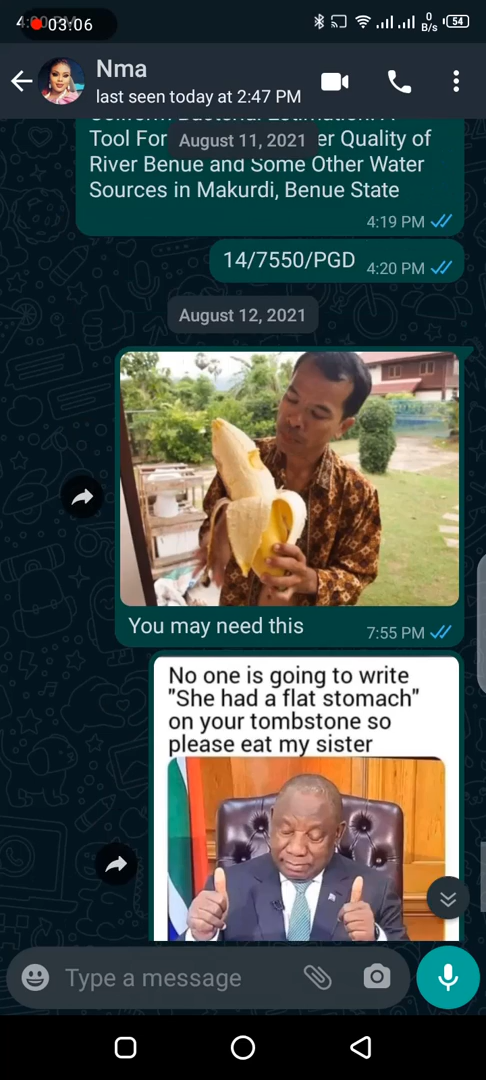 03:06
0
B/s
54
Nma
last seen today at 2:47 PM
August 11, 2021
Tool For
er Quality of
River Benue and Some Other Water
Sources in Makurdi, Benue State
4:19 PM
14/7550/PGD
4:20 PM
August 12, 2021
You may need this
7:55 PM
No one is going to write
"She had a flat stomach"
on your tombstone so
please eat my sister
Type a message